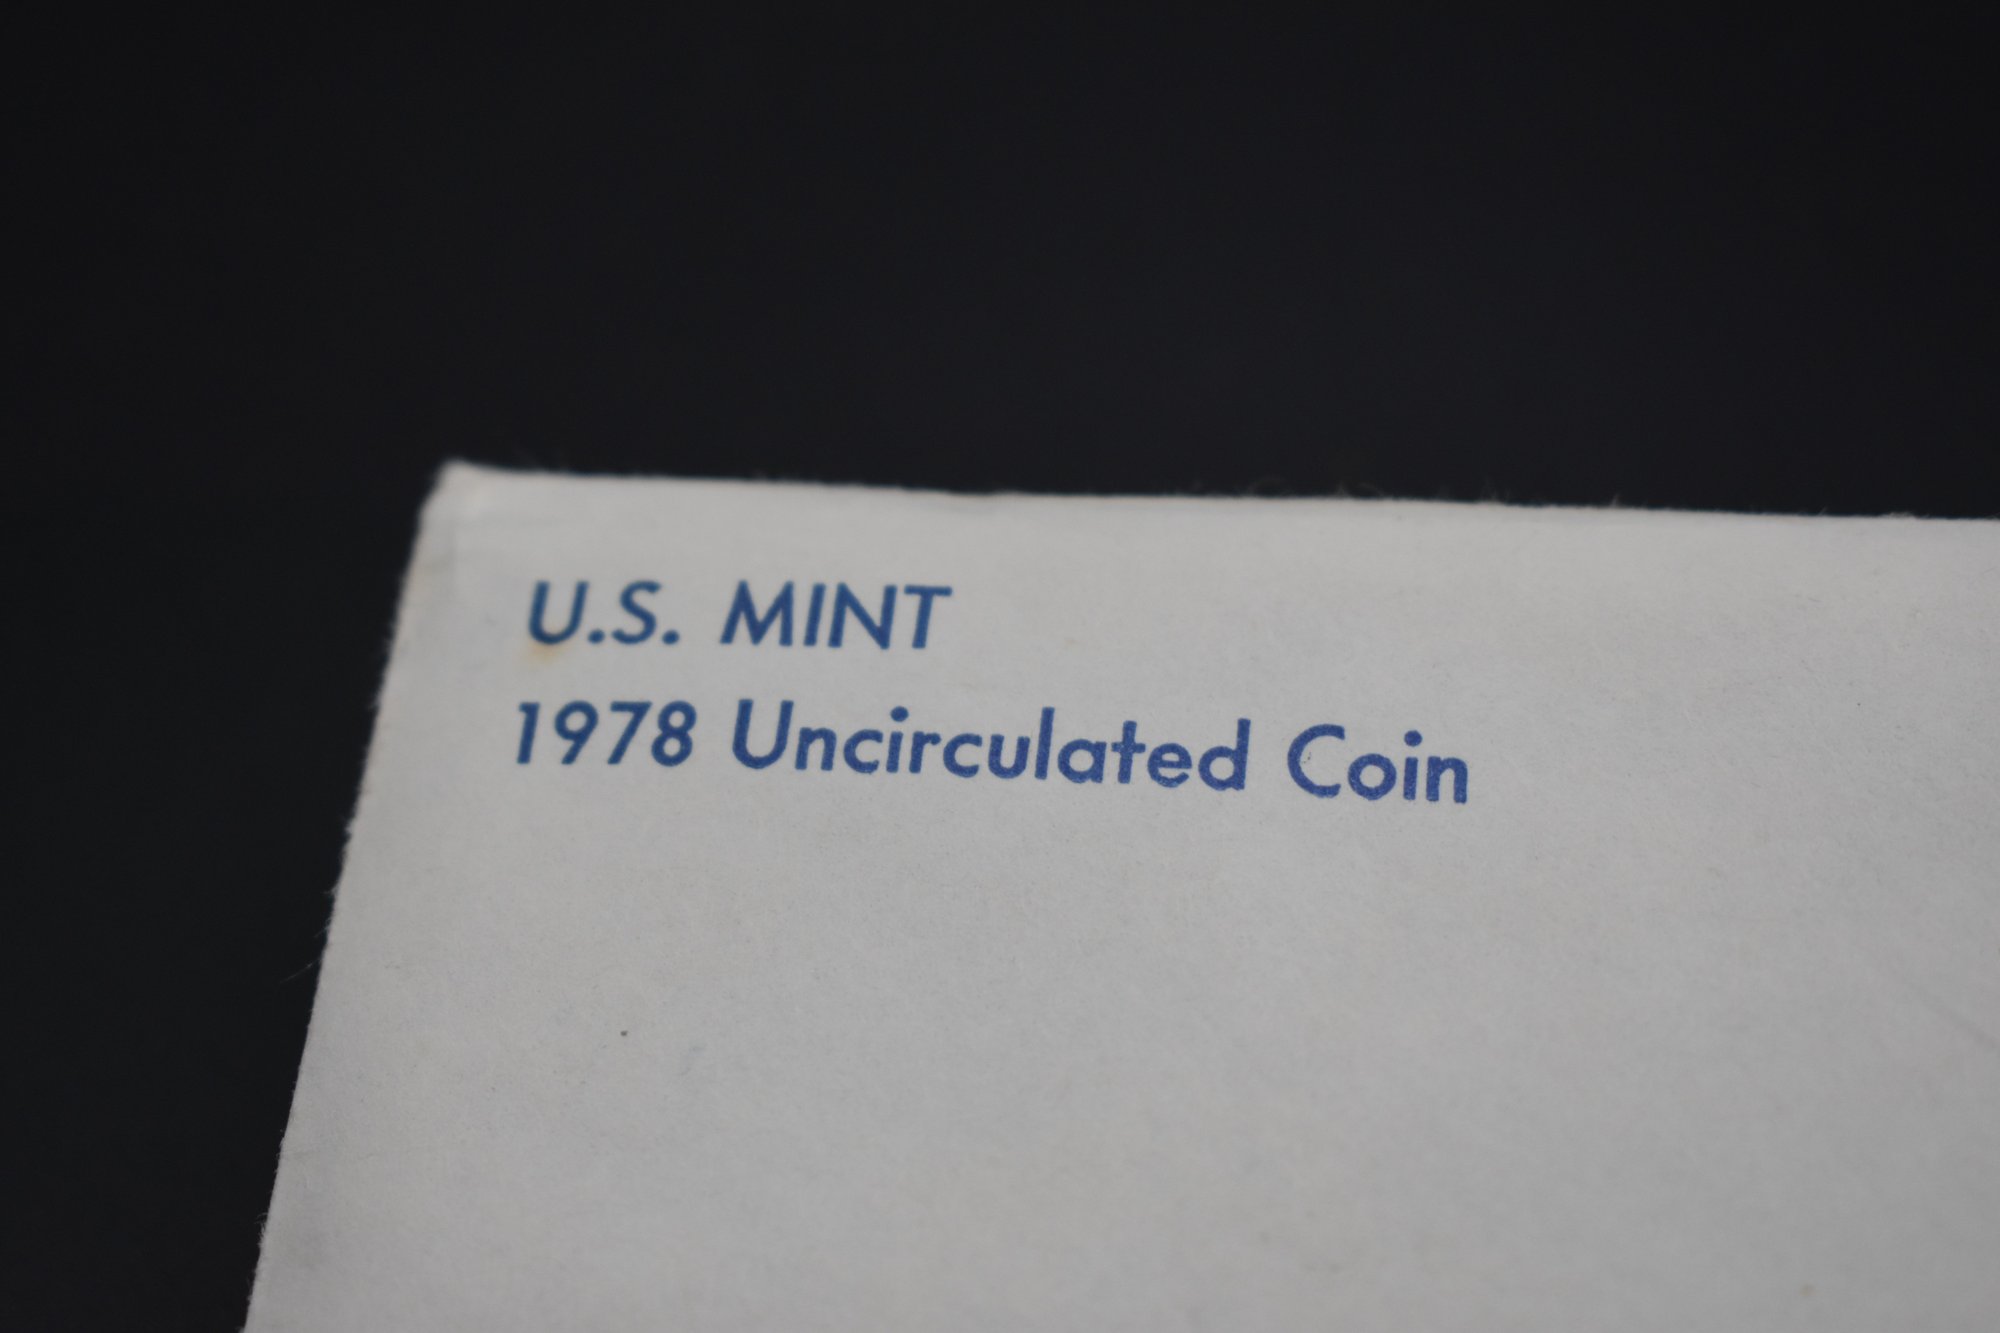 U.S. MINT
1978 Uncirculated Coin